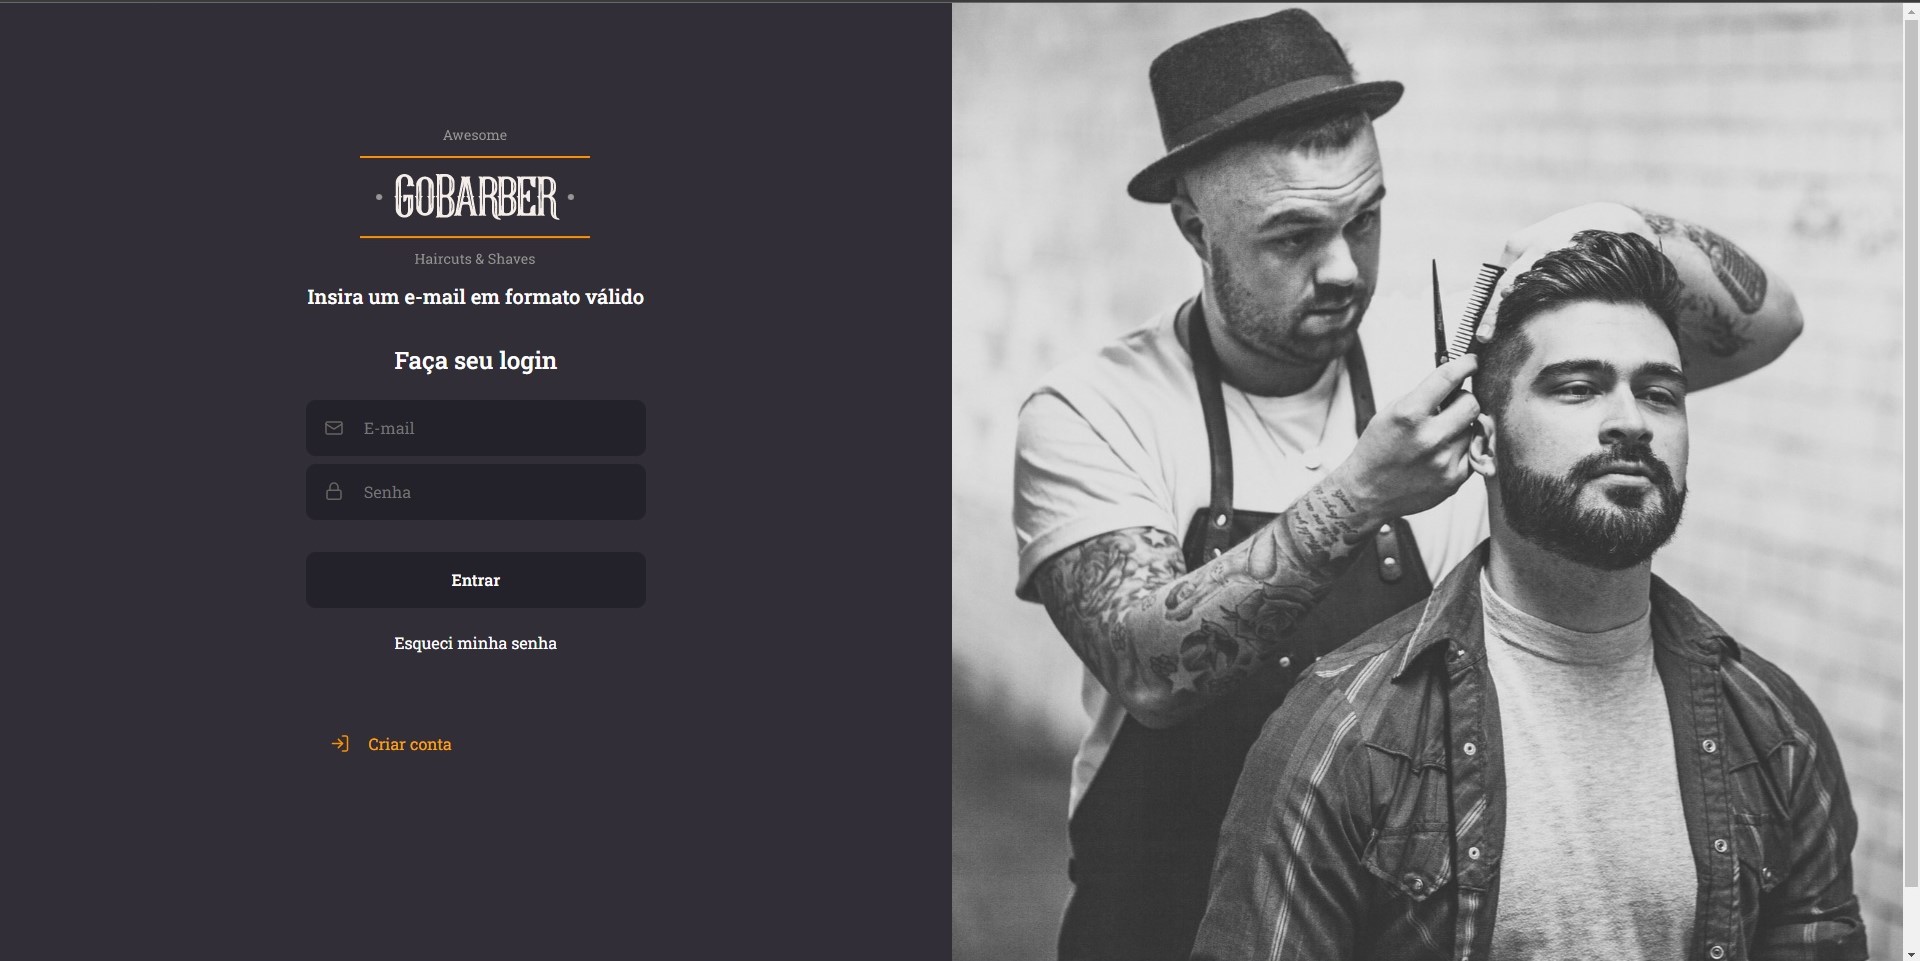 Awesome
GoBARBER
Haircuts & Shaves
Insira um e-mail em formato válido
Faça seu login
E-mail
Senha
Entrar
Esqueci minha senha
Criar conta